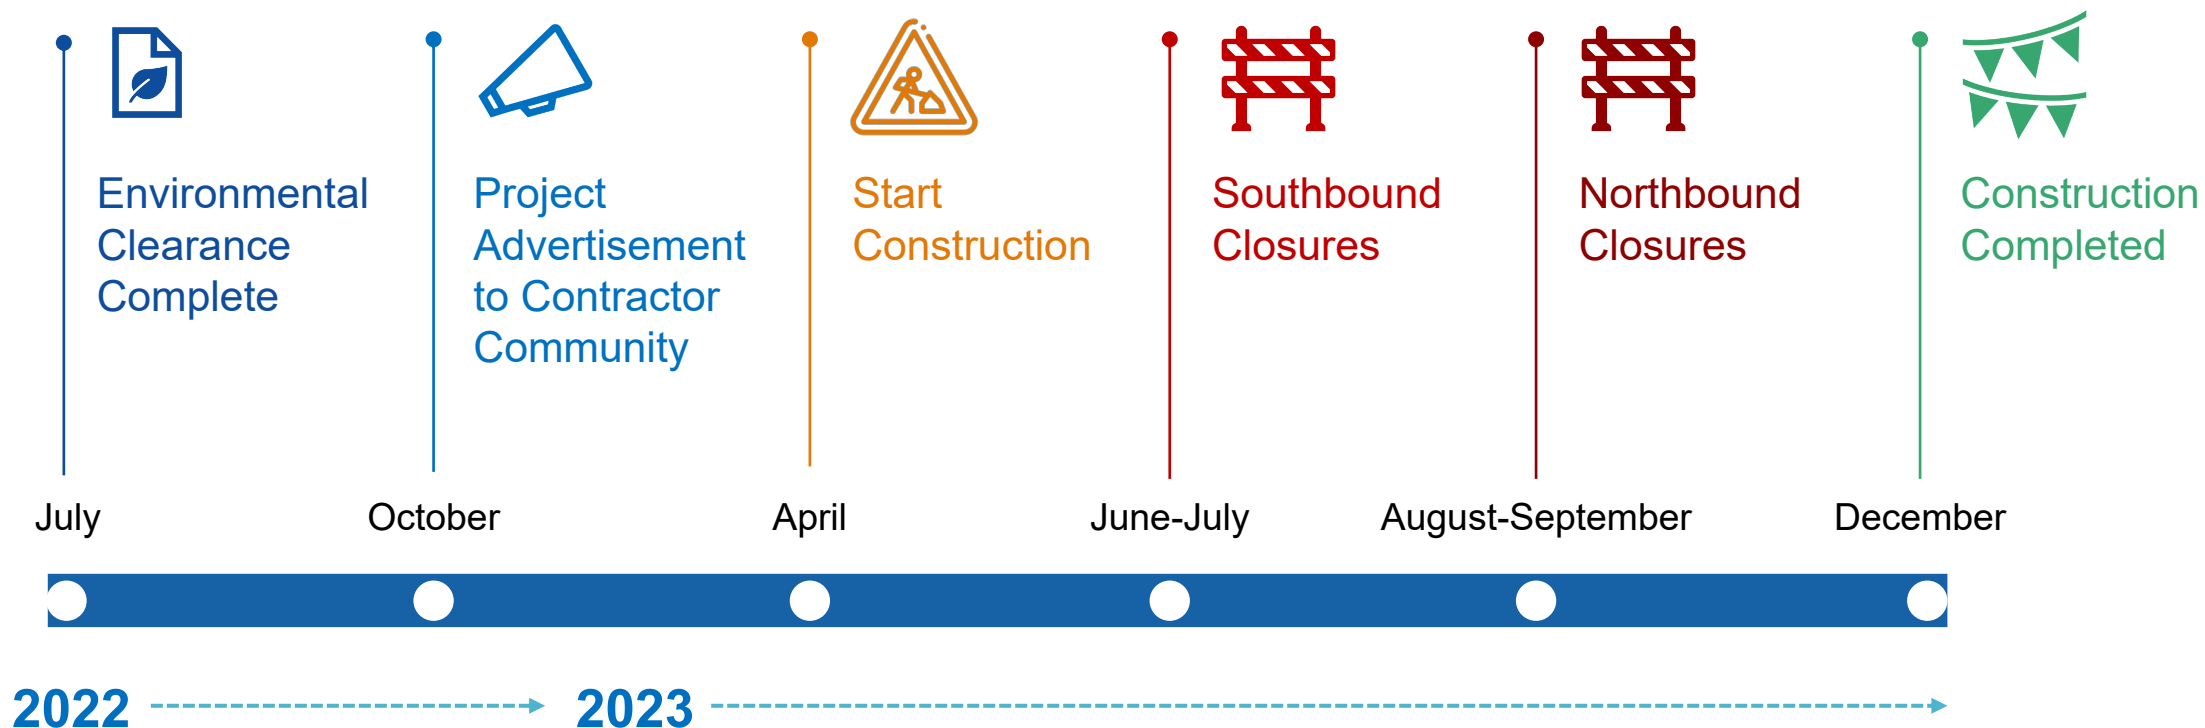 Environmental
Clearance
Complete
Project
Advertisement
to Contractor
Community
Start
Construction
Southbound
Closures
Northbound
Closures
Construction
Completed
July
October
April
June-July
August-September
December
2022
2023